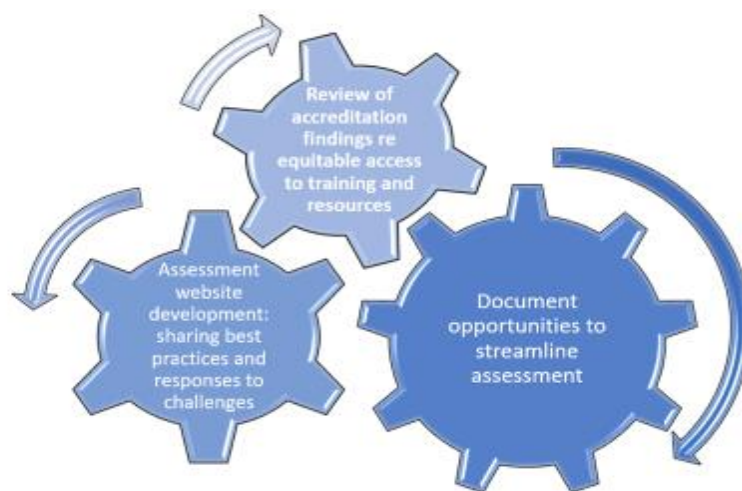 Review of
accreditation
findings re
equitable access
to training and
resources
Assessment
website
development:
sharing best
practices and
responses to
challenges
Document
opportunities to
streamline
assessment